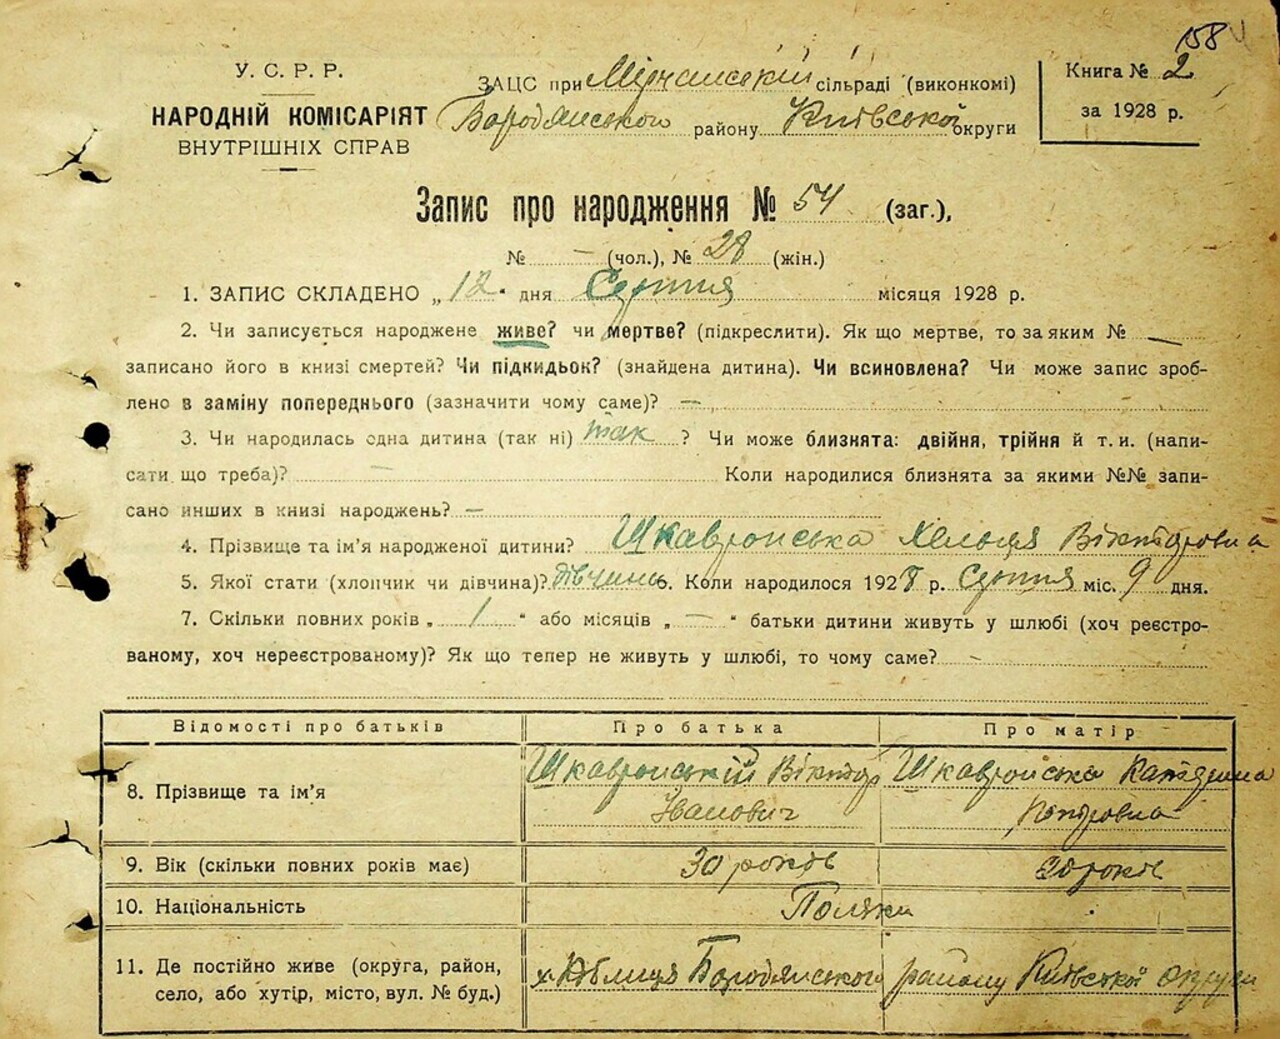 158
У. С. Р. Р.
НАРОДНІЙ КОМІСАРІЯТ
ВНУТРІШНІХ СПРАВ
ЗАЦС при Мірчанській сільраді (виконкомі)
Бородянського району Київської округи
Книга № 2
за 1928 р.
Запис про народження № 54 (заг.),
№ — (чол.), № 28 (жін.)
1. ЗАПИС СКЛАДЕНО „12“ дня Серпня місяця 1928 р.
2. Чи записується народжене живе? чи мертве? (підкреслити). Як що мертве, то за яким № —
записано його в книзі смертей? Чи підкидьок? (знайдена дитина). Чи всиновлена? Чи може запис зроб-
лено в заміну попереднього (зазначити чому саме)? —
3. Чи народилась одна дитина (так ні) так ? Чи може близнята: двійня, трійня й т. и. (напи-
сати що треба)? — Коли народилися близнята за якими №№ запи-
сано инших в книзі народжень? —
4. Прізвище та ім’я народженої дитини? Шкавронська Хельця Вікторовна
5. Якої стати (хлопчик чи дівчина)? дівчина 6. Коли народилося 1928 р. Серпня міс. 9 дня.
7. Скільки повних років „ 1 “ або місяців „ — “ батьки дитини живуть у шлюбі (хоч реєстро-
ваному, хоч нереєстрованому)? Як що тепер не живуть у шлюбі, то чому саме? —
Відомості про батьків Про батька Про матір
8. Прізвище та ім’я Шкавронській Віктор Шкавронська Катерина
Іванович Петровна
9. Вік (скільки повних років має) 30 років 20 років
10. Національність Поляки
11. Де постійно живе (округа, район,
село, або хутір, місто, вул. № буд.) х. Бородянського району Київської округи